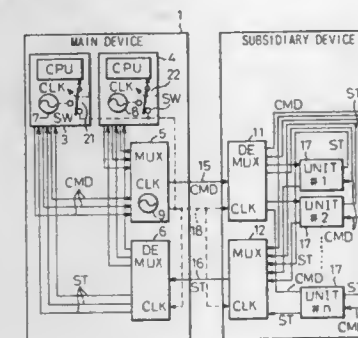 1
MAIN DEVICE
SUBSIDIARY DEVICE
CPU
CLK
7
SW
21
3
CPU
CLK
8
4
22
SW
5
MUX
CLK
9
CMD
6
DE
MUX
CLK
ST
15
CMD
18
16
ST
11
DE
MUX
CLK
12
MUX
CLK
CMD
ST
ST
17
UNIT
#1
UNIT
#2
17
CMD
ST
CMD
17
UNIT
#n
ST
ST
CMD